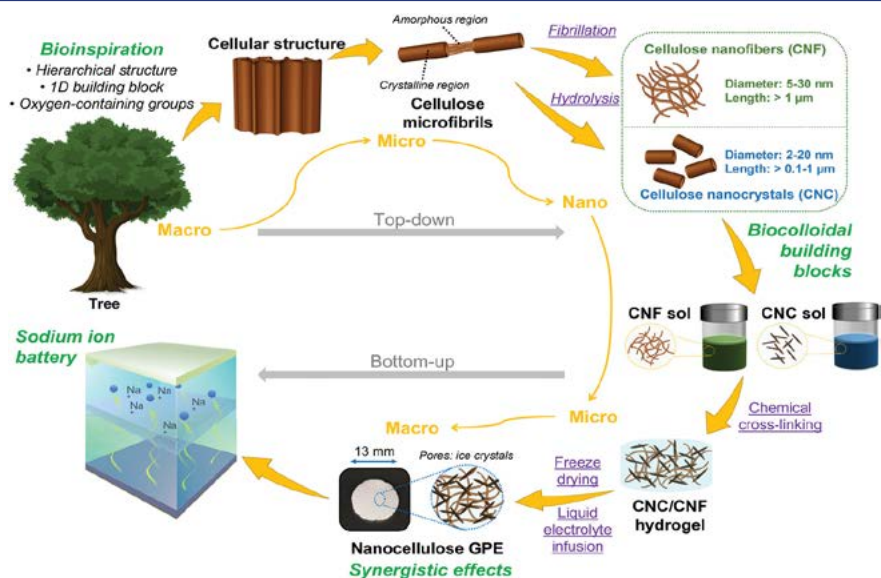 Bioinspiration
• Hierarchical structure
• 1D building block
• Oxygen-containing groups
Cellular structure
Amorphous region
Crystalline region
Cellulose
microfibrils
Fibrillation
Hydrolysis
Cellulose nanofibers (CNF)
Diameter: 5-30 nm
Length: > 1 µm
Diameter: 2-20 nm
Length: > 0.1-1 µm
Cellulose nanocrystals (CNC)
Micro
Macro
Nano
Top-down
Tree
Biocolloidal
building
blocks
CNF sol
CNC sol
Sodium ion
battery
Na
Na
Na
Na
Bottom-up
Micro
Macro
Chemical
cross-linking
13 mm
Pores: ice crystals
Freeze
drying
Liquid
electrolyte
infusion
CNC/CNF
hydrogel
Nanocellulose GPE
Synergistic effects